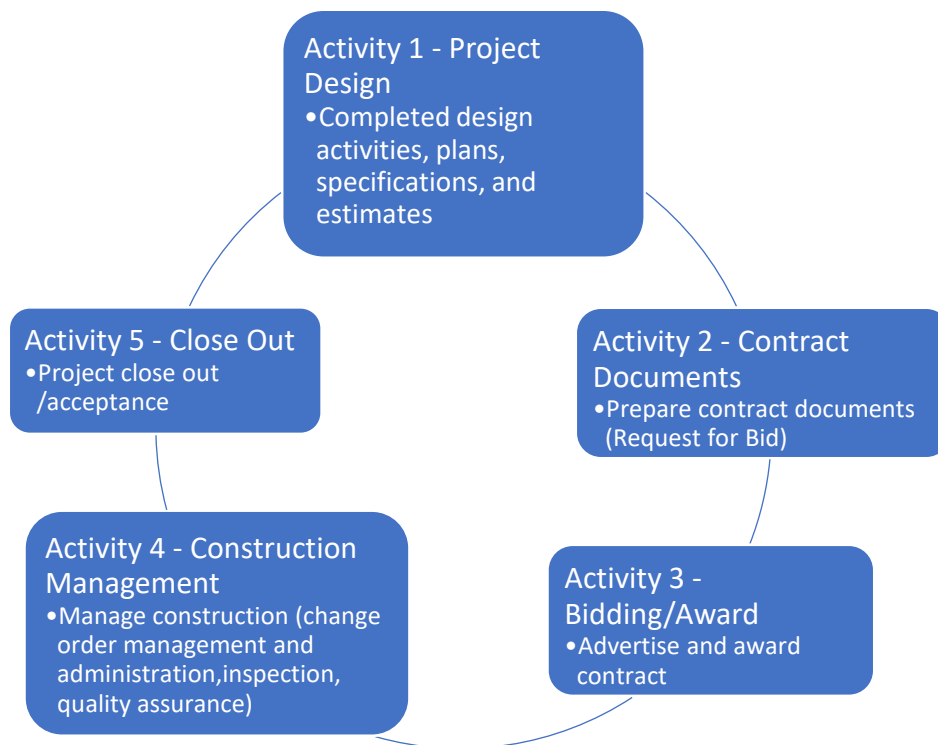 Activity 1 - Project
Design
•Completed design
activities, plans,
specifications, and
estimates
Activity 2 - Contract
Documents
•Prepare contract documents
(Request for Bid)
Activity 3 -
Bidding/Award
•Advertise and award
contract
Activity 4 - Construction
Management
•Manage construction (change
order management and
administration,inspection,
quality assurance)
Activity 5 - Close Out
•Project close out
/acceptance